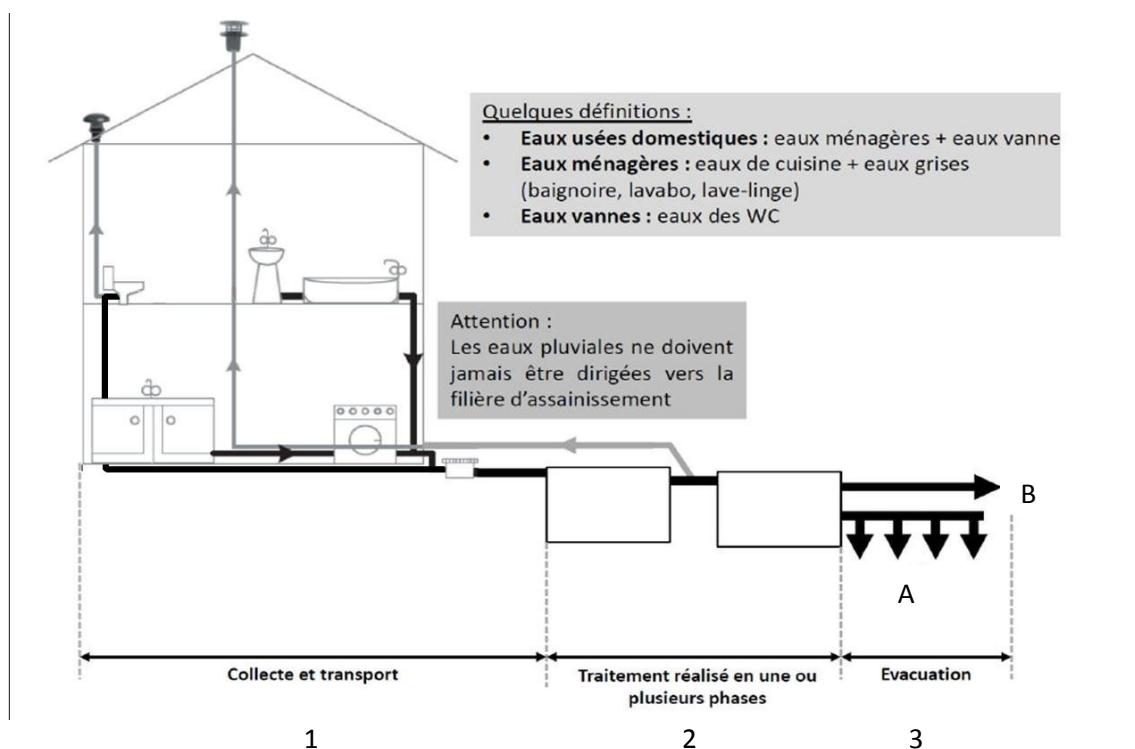 Quelques définitions :
• Eaux usées domestiques : eaux ménagères + eaux vanne
• Eaux ménagères : eaux de cuisine + eaux grises
(baignoire, lavabo, lave-linge)
• Eaux vannes : eaux des WC
Attention :
Les eaux pluviales ne doivent
jamais être dirigées vers la
filière d'assainissement
B
A
Collecte et transport
Traitement réalisé en une ou
plusieurs phases
Evacuation
1
2
3